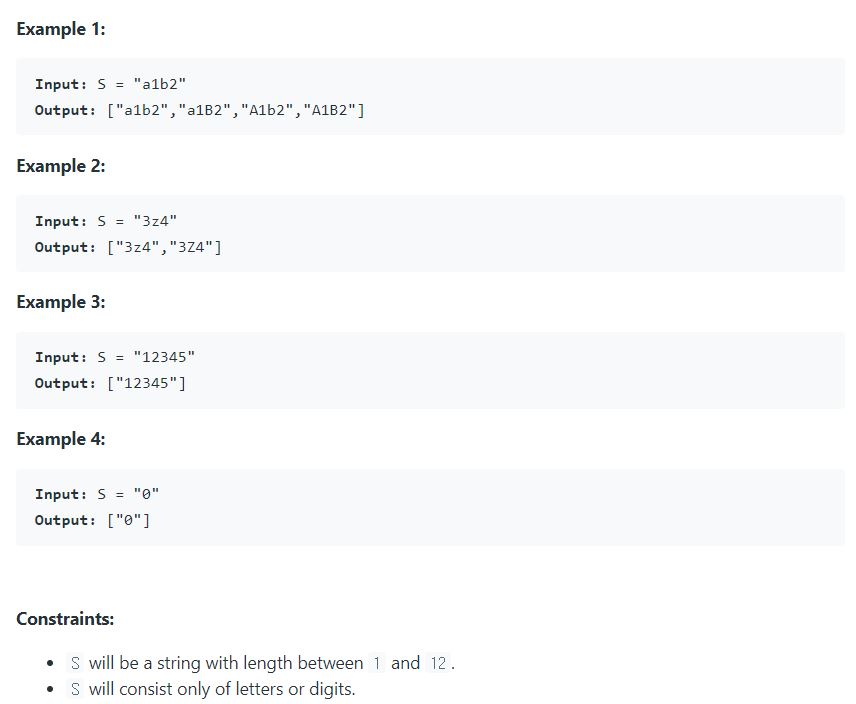 Example 1:
Input: S = "a1b2"
Output: ["a1b2","a1B2","A1b2","A1B2"]
Example 2:
Input: S = "3z4"
Output: ["3z4","3Z4"]
Example 3:
Input: S = "12345"
Output: ["12345"]
Example 4:
Input: S = "0"
Output: ["0"]
Constraints:
• S will be a string with length between 1 and 12.
• S will consist only of letters or digits.